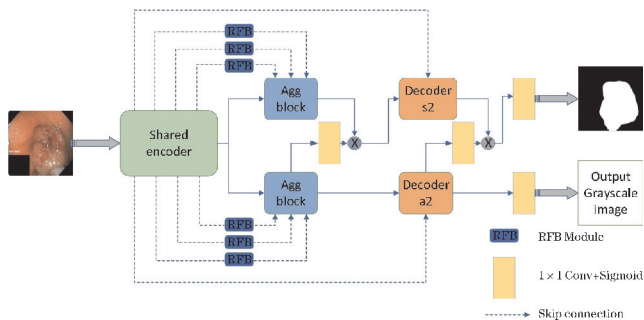 RFB
RFB
RFB
Agg
block
Decoder
s2
Shared
encoder
X
X
Agg
block
Decoder
a2
Output
Grayscale
Image
RFB
RFB
RFB
RFB
RFB Module
1 × 1 Conv+Sigmoid
Skip connection